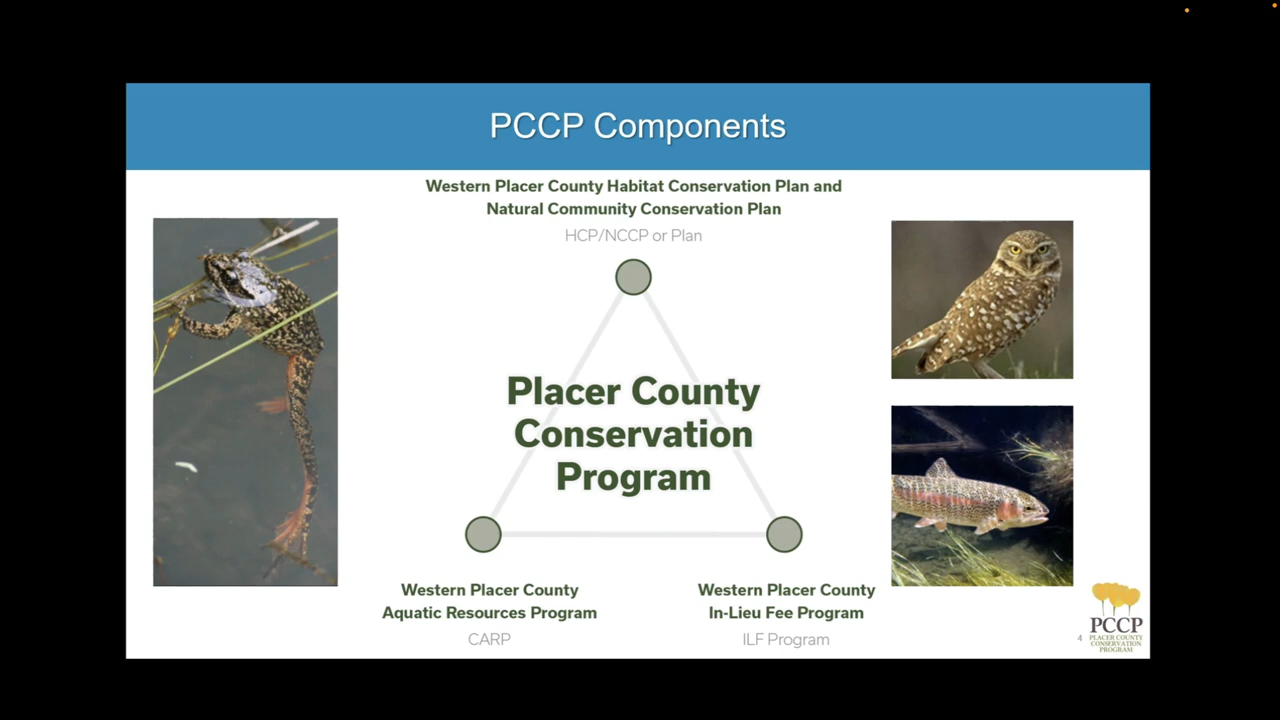 PCCP Components
Western Placer County Habitat Conservation Plan and
Natural Community Conservation Plan
HCP/NCCP or Plan
Placer County
Conservation
Program
Western Placer County
Aquatic Resources Program
CARP
Western Placer County
In-Lieu Fee Program
ILF Program
4
PCCP
PLACER COUNTY
CONSERVATION
PROGRAM